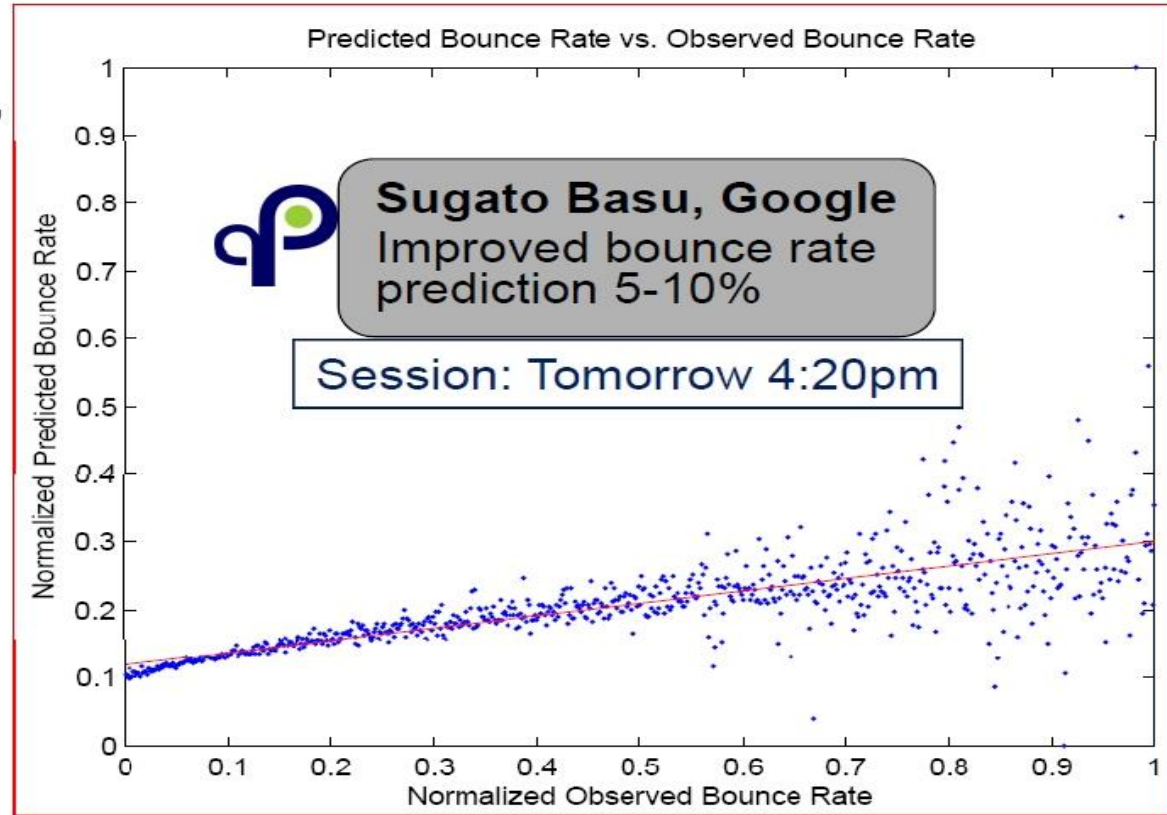 Predicted Bounce Rate vs. Observed Bounce Rate
1
0.9
0.8
0.7
0.6
0.5
0.4
0.3
0.2
0.1
0
Normalized Predicted Bounce Rate
Sugato Basu, Google
Improved bounce rate
prediction 5-10%
Session: Tomorrow 4:20pm
0 0.1 0.2 0.3 0.4 0.5 0.6 0.7 0.8 0.9 1
Normalized Observed Bounce Rate